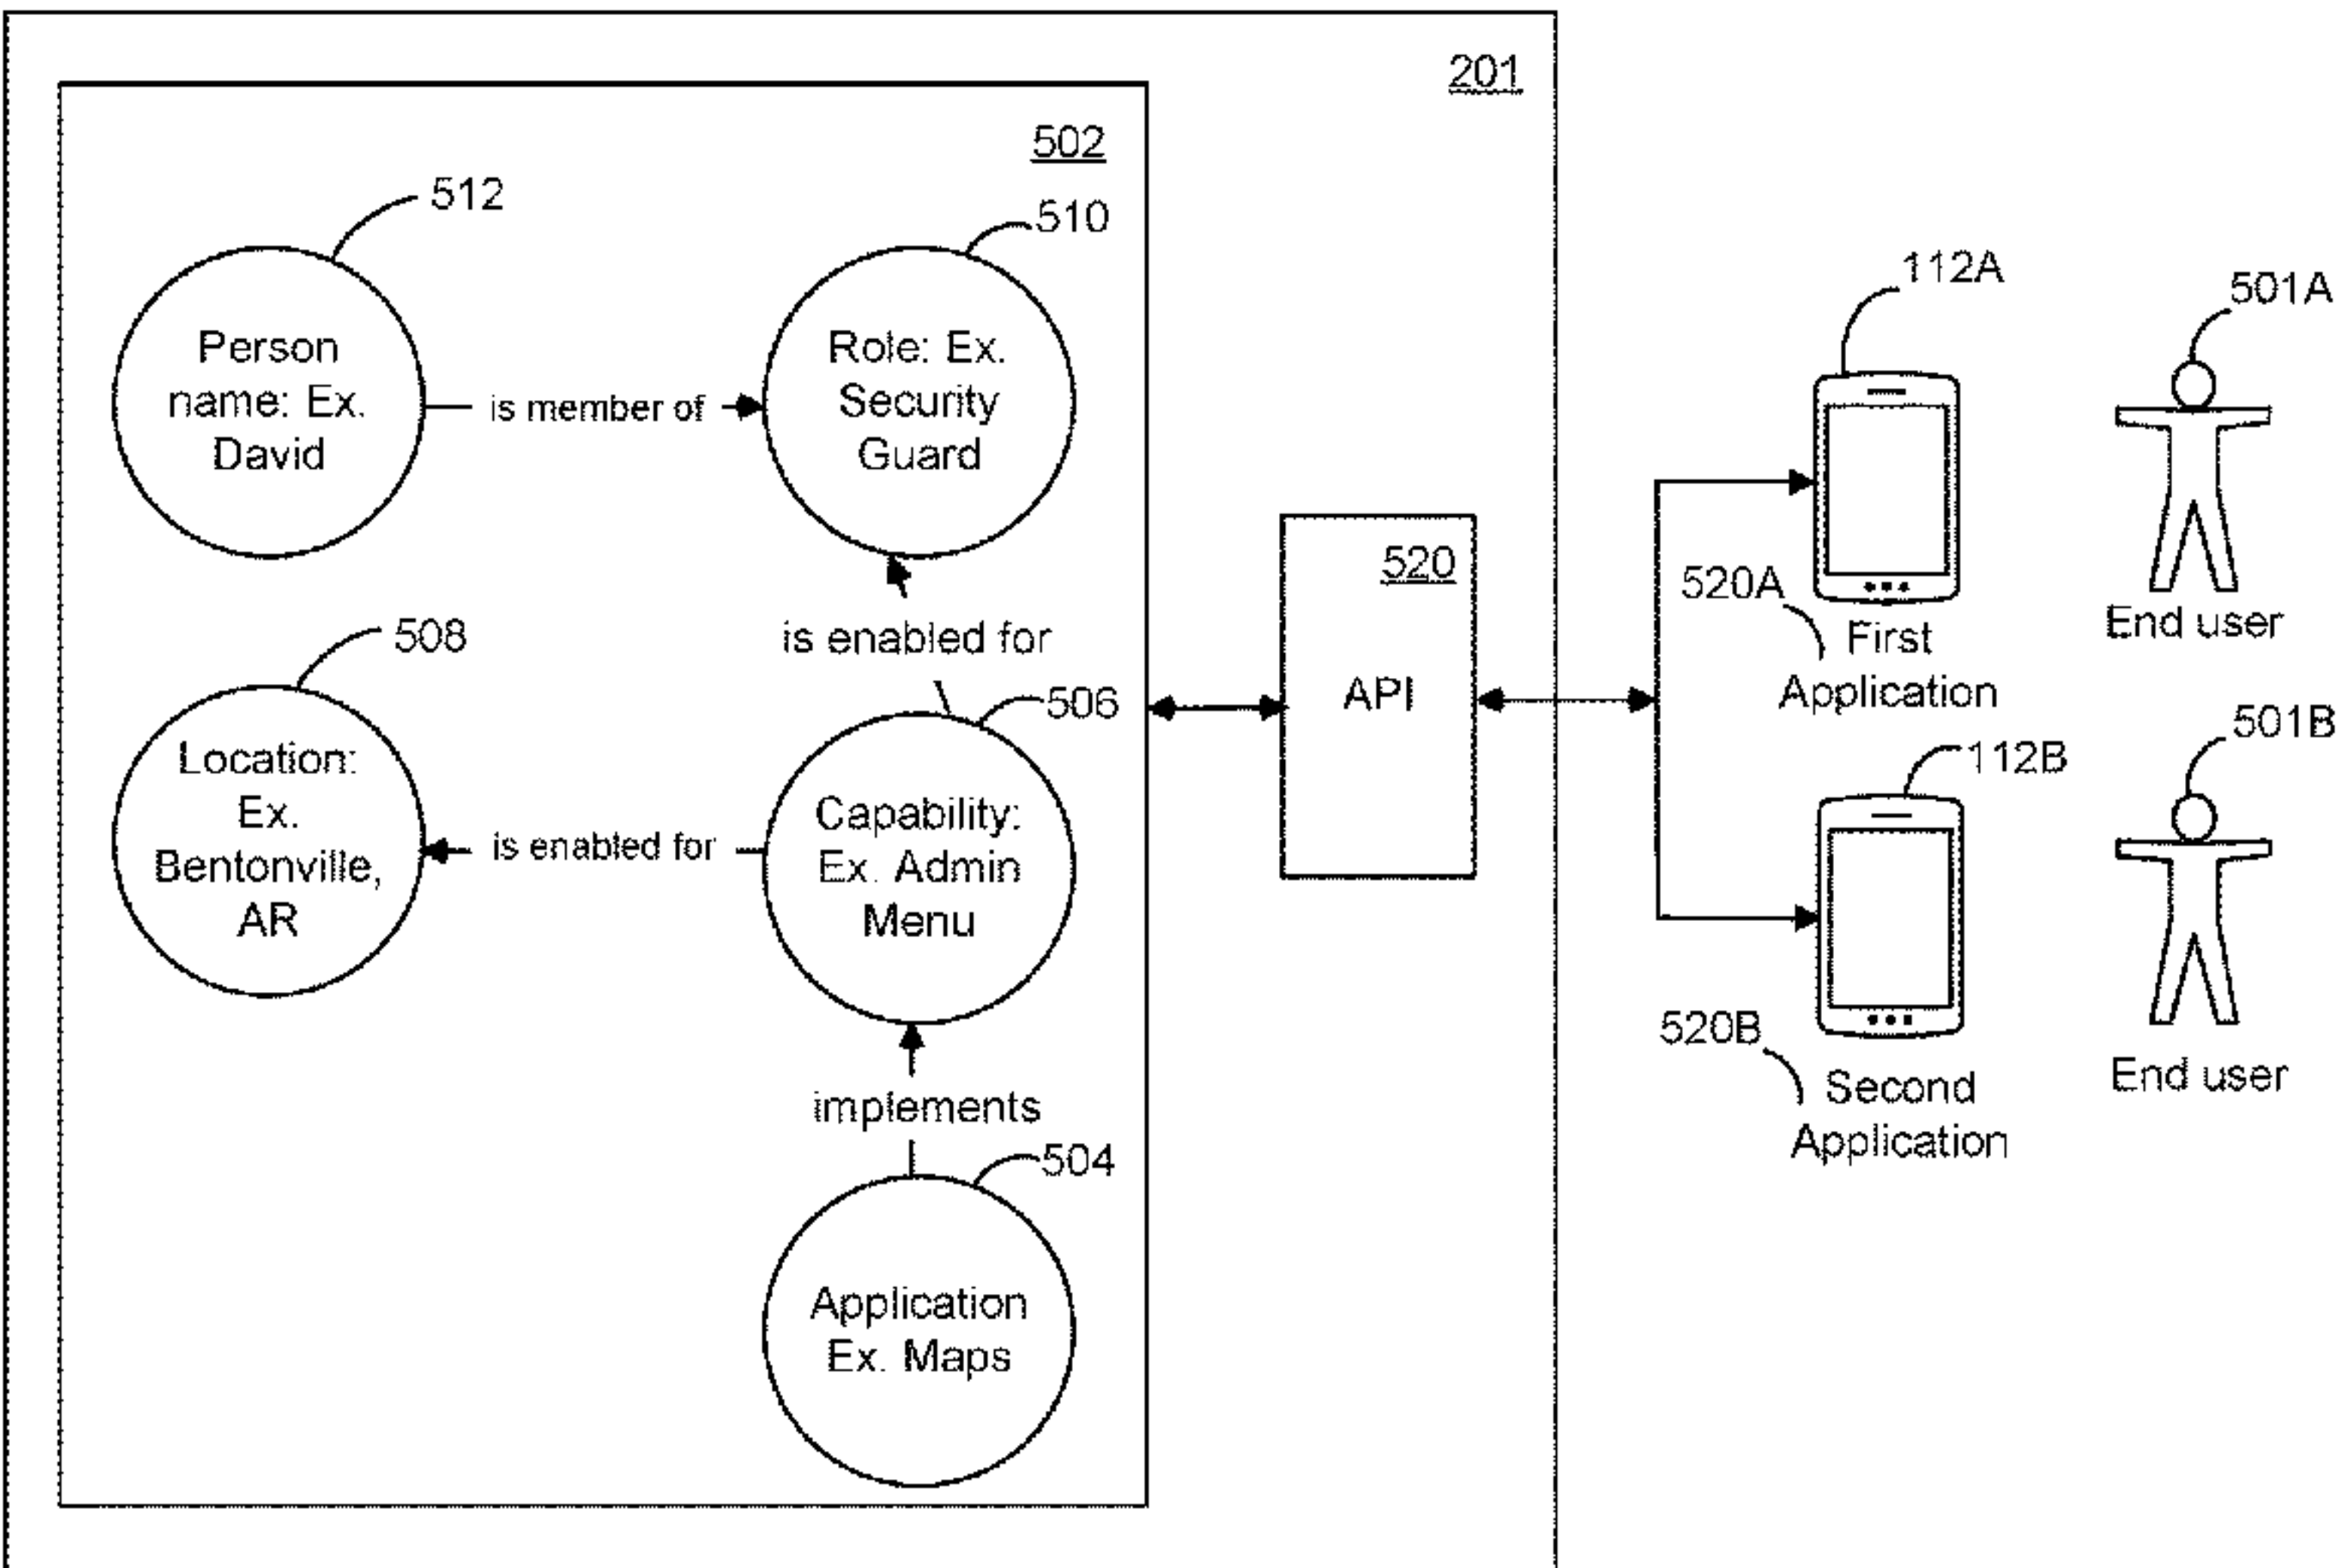 201
502
512
510
Person
name: Ex.
David
is member of
Role: Ex.
Security
Guard
is enabled for
508
506
Location:
Ex.
Bentonville,
AR
is enabled for
Capability:
Ex. Admin
Menu
implements
504
Application
Ex. Maps
520
API
112A
501A
520A
First
Application
End user
112B
501B
520B
Second
Application
End user